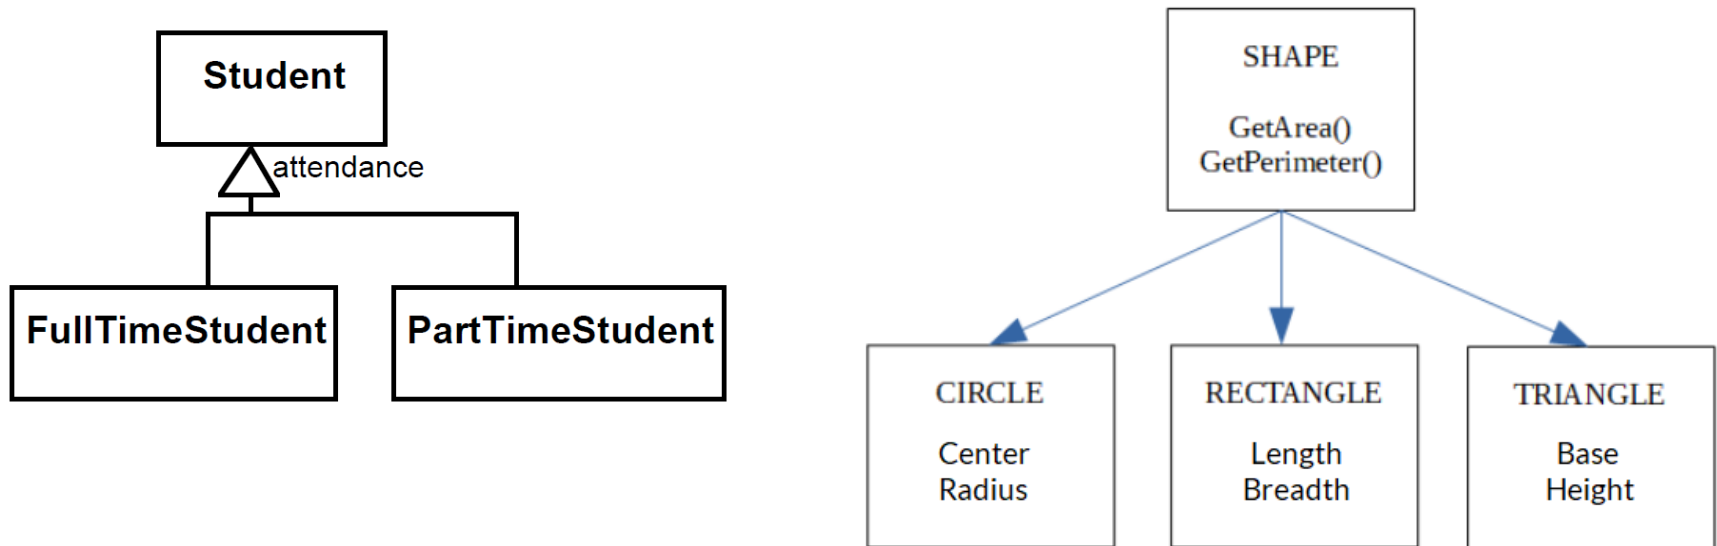 Student
attendance
FullTimeStudent
PartTimeStudent
SHAPE
GetArea()
GetPerimeter()
CIRCLE
Center
Radius
RECTANGLE
Length
Breadth
TRIANGLE
Base
Height